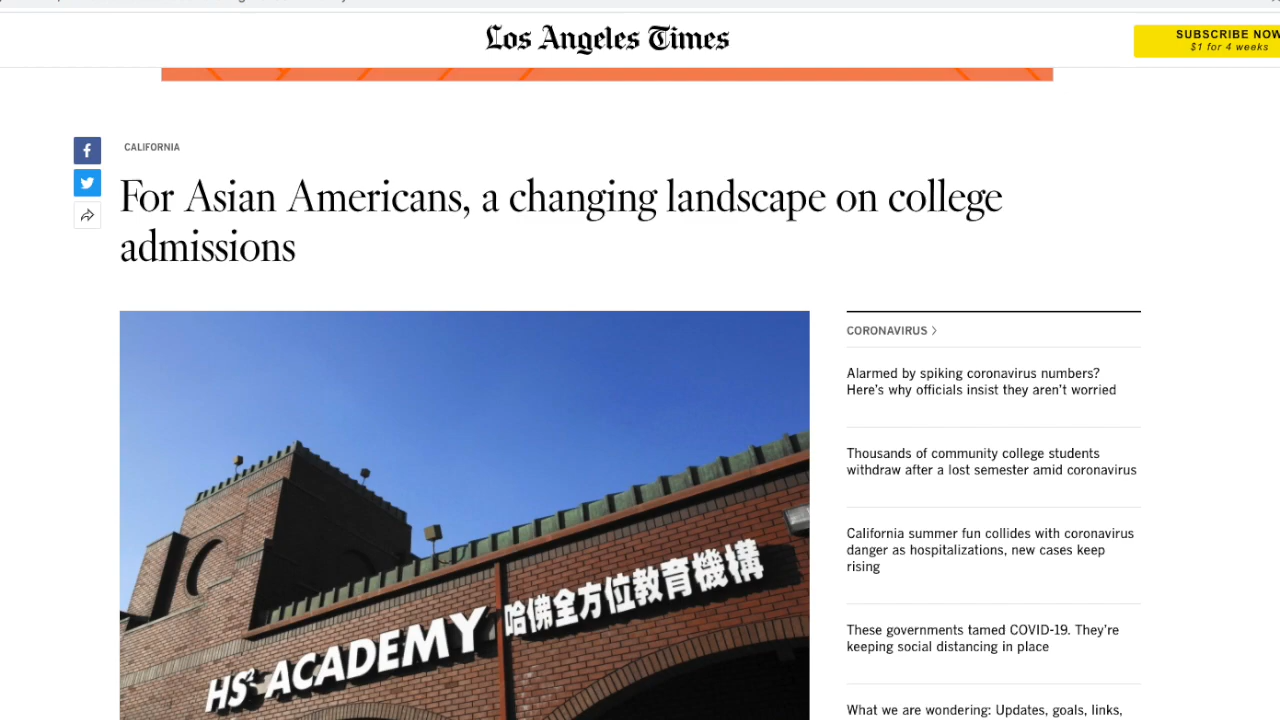 Los Angeles Times
SUBSCRIBE NOW
$1 for 4 weeks
CALIFORNIA
For Asian Americans, a changing landscape on college
admissions
HS² ACADEMY 哈佛全方位教育機構
CORONAVIRUS >
Alarmed by spiking coronavirus numbers?
Here's why officials insist they aren't worried
Thousands of community college students
withdraw after a lost semester amid coronavirus
California summer fun collides with coronavirus
danger as hospitalizations, new cases keep
rising
These governments tamed COVID-19. They're
keeping social distancing in place
What we are wondering: Updates, goals, links,